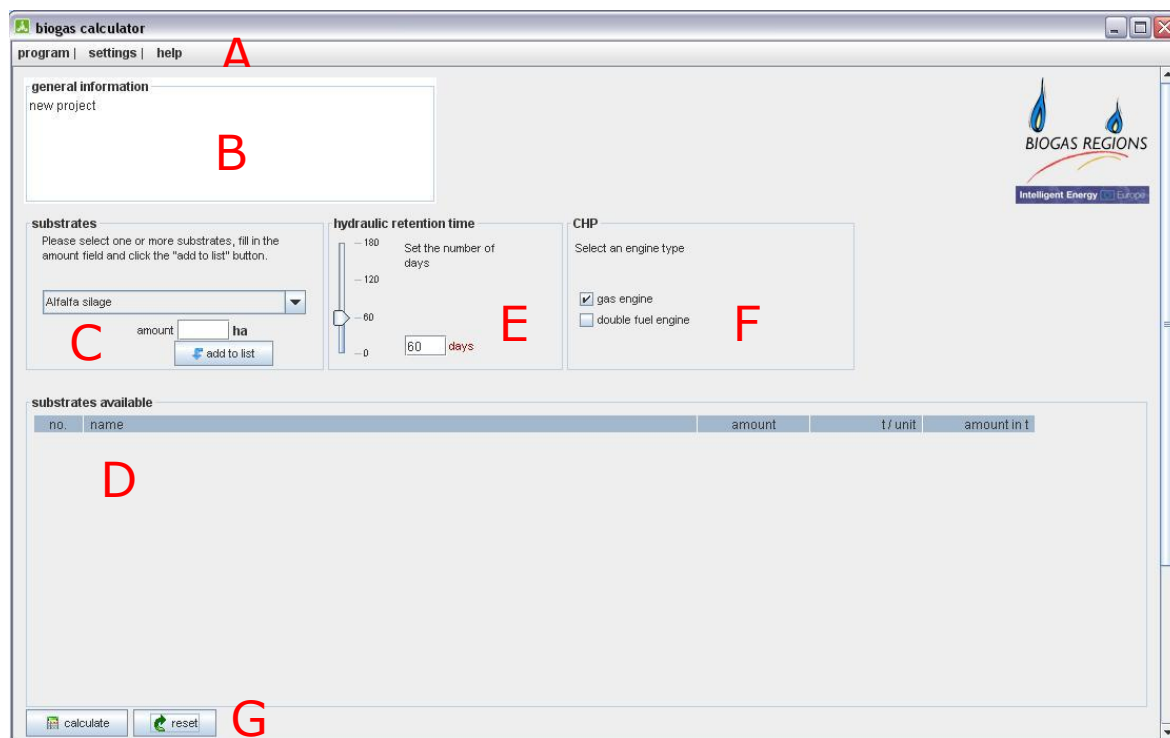 biogas calculator
program | settings | help
A
general information
new project
B
BIOGAS REGIONS
Intelligent Energy Europe
substrates
Please select one or more substrates, fill in the
amount field and click the "add to list" button.
Alfalfa silage
amount ha
add to list
C
hydraulic retention time
180
120
60
0
Set the number of
days
60 days
E
CHP
Select an engine type
gas engine
double fuel engine
F
substrates available
no. name amount t / unit amount in t
D
calculate reset
G